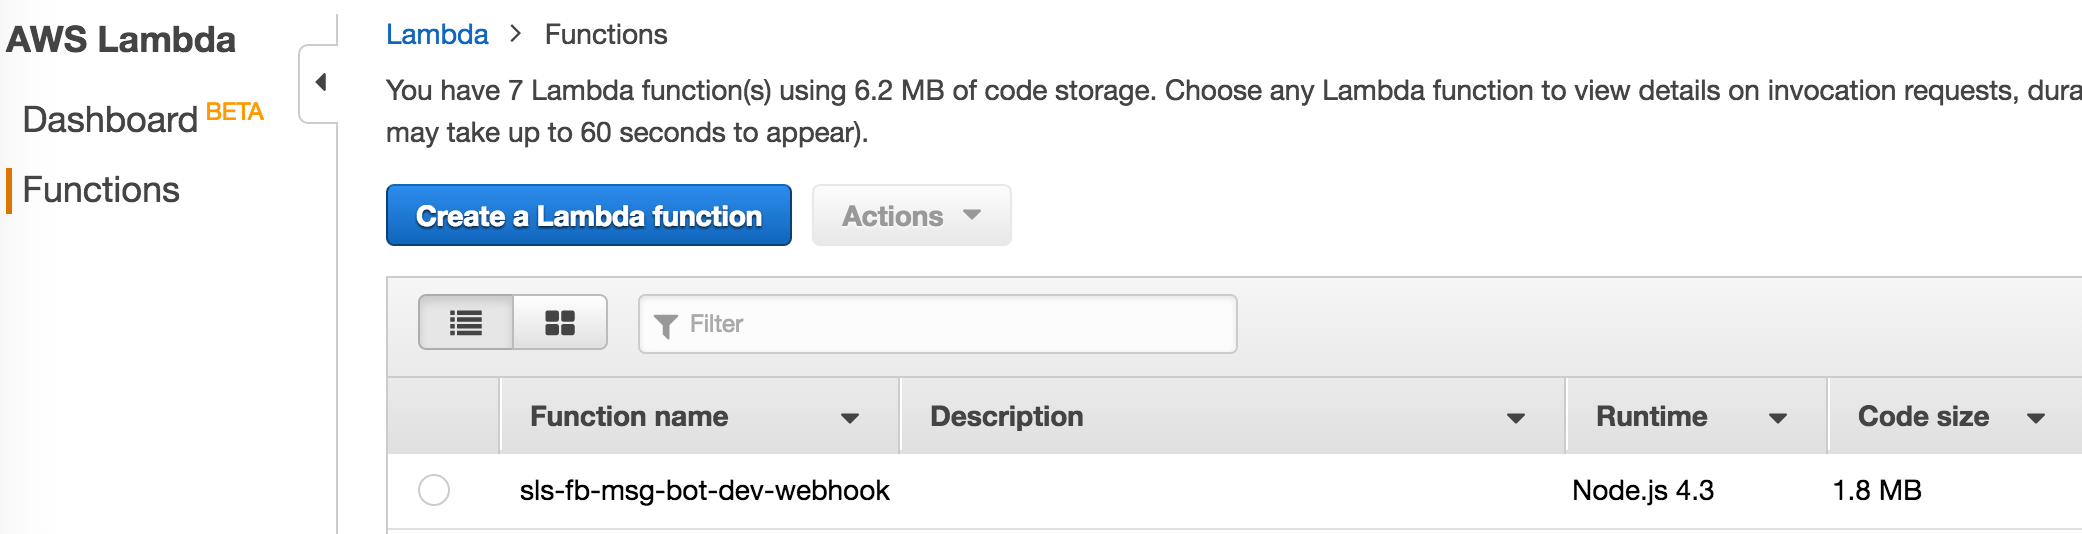 AWS Lambda
Dashboard BETA
Functions
Lambda > Functions
You have 7 Lambda function(s) using 6.2 MB of code storage. Choose any Lambda function to view details on invocation requests, dura
may take up to 60 seconds to appear).
Create a Lambda function
Actions
Filter
Function name
Description
Runtime
Code size
sls-fb-msg-bot-dev-webhook
Node.js 4.3
1.8 MB